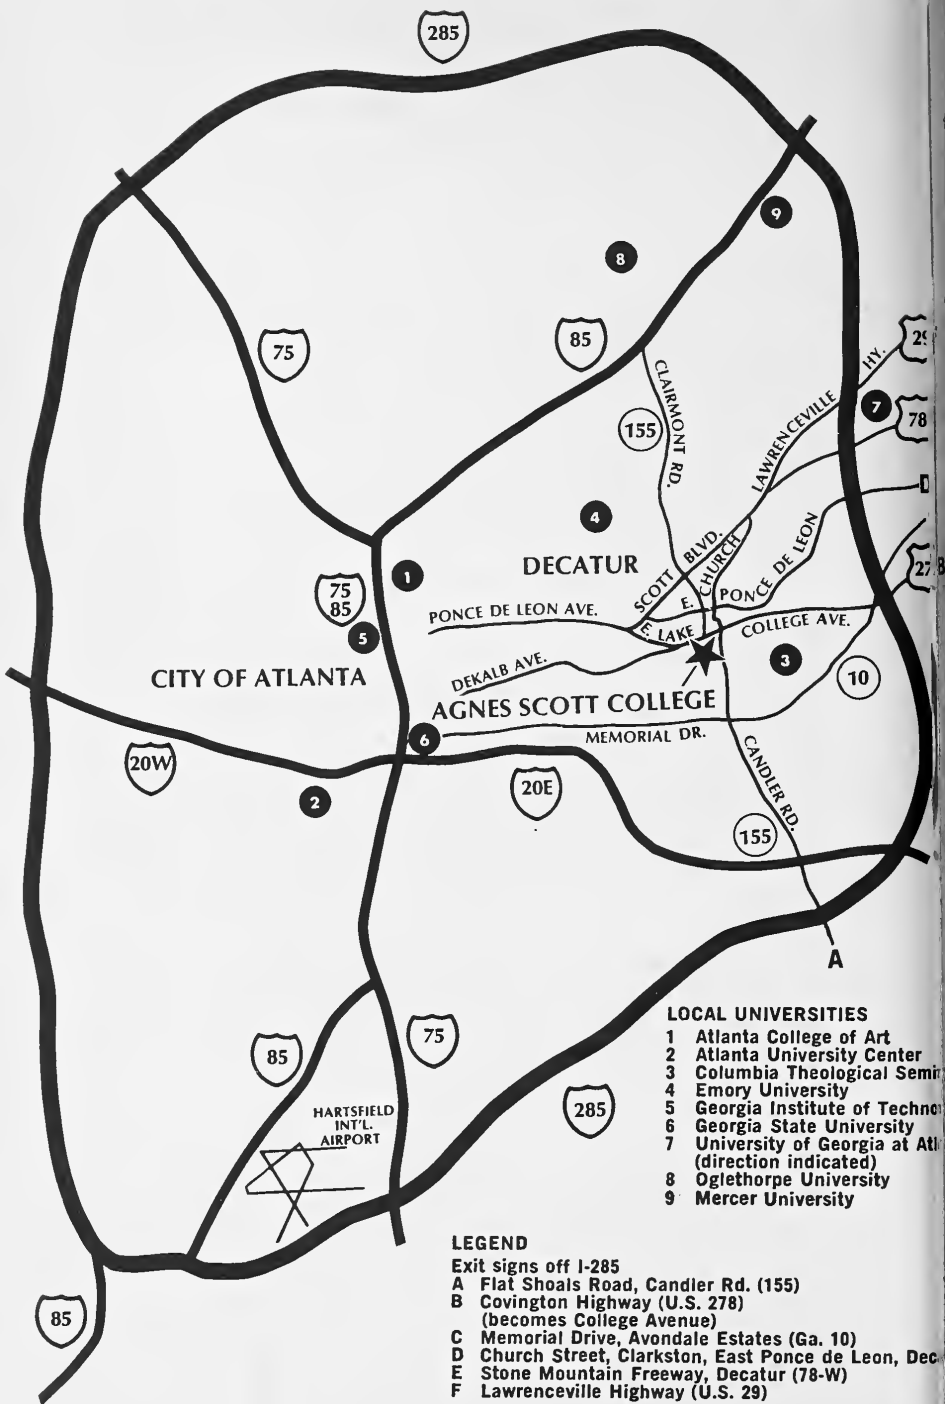 285
9
8
75
85
29
HY.
7
CLAIRMONT RD.
155
LAWRENCEVILLE
78
D
4
DECATUR
SCOTT BLVD.
E. CHURCH
PONCE DE LEON
27
B
75
85
1
PONCE DE LEON AVE.
E. LAKE
COLLEGE AVE.
5
CITY OF ATLANTA
DEKALB AVE.
3
10
AGNES SCOTT COLLEGE
6
MEMORIAL DR.
20W
20E
2
CANDLER RD.
155
A
85
75
285
HARTSFIELD
INT'L.
AIRPORT
LOCAL UNIVERSITIES
1 Atlanta College of Art
2 Atlanta University Center
3 Columbia Theological Semin
4 Emory University
5 Georgia Institute of Techno
6 Georgia State University
7 University of Georgia at Atl
(direction indicated)
8 Oglethorpe University
9 Mercer University
85
LEGEND
Exit signs off I-285
A Flat Shoals Road, Candler Rd. (155)
B Covington Highway (U.S. 278)
(becomes College Avenue)
C Memorial Drive, Avondale Estates (Ga. 10)
D Church Street, Clarkston, East Ponce de Leon, Dec
E Stone Mountain Freeway, Decatur (78-W)
F Lawrenceville Highway (U.S. 29)